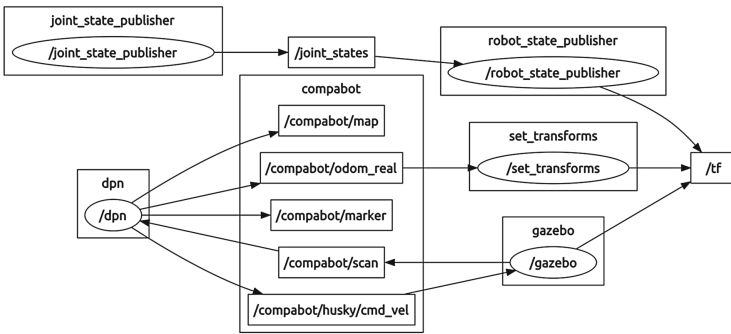 joint_state_publisher
/joint_state_publisher
/joint_states
robot_state_publisher
/robot_state_publisher
compabot
/compabot/map
/compabot/odom_real
/compabot/marker
/compabot/scan
/compabot/husky/cmd_vel
dpn
/dpn
set_transforms
/set_transforms
gazebo
/gazebo
/tf